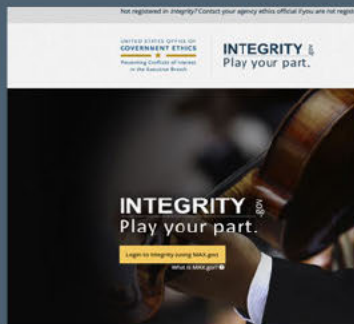 Not registered in Integrity? Contact your agency ethics official if you are not regist
UNITED STATES OFFICE OF
GOVERNMENT ETHICS
Preventing Conflicts of Interest
in the Executive Branch
INTEGRITY .gov
Play your part.
INTEGRITY .gov
Play your part.
Login to Integrity (using MAX.gov)
What is MAX.gov?